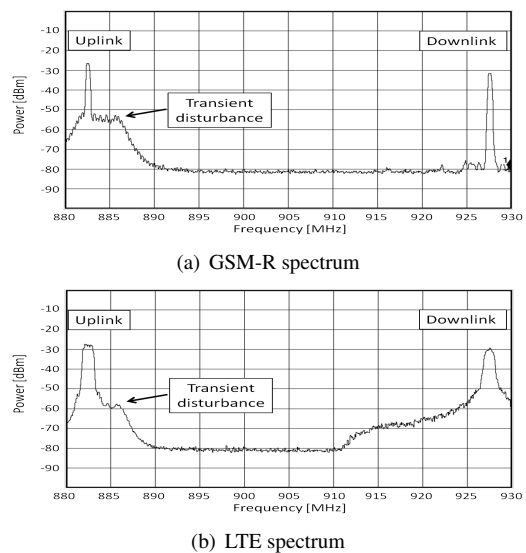 -10
Uplink
Downlink
-20
-30
-40
Transient
disturbance
-50
-60
-70
-80
-90
Power [dBm]
880 885 890 895 900 905 910 915 920 925 930
Frequency [MHz]
(a) GSM-R spectrum
-10
Uplink
Downlink
-20
-30
-40
Transient
disturbance
-50
-60
-70
-80
-90
Power [dBm]
880 885 890 895 900 905 910 915 920 925 930
Frequency [MHz]
(b) LTE spectrum